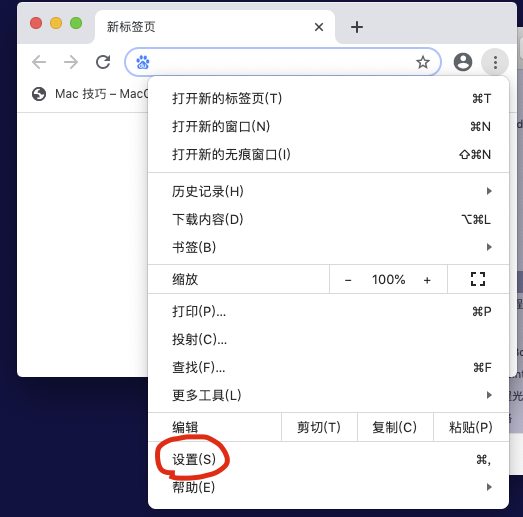 新标签页
Mac 技巧 – MacO
打开新的标签页(T) ⌘T
打开新的窗口(N) ⌘N
打开新的无痕窗口(I) ⇧⌘N
历史记录(H)
下载内容(D) ⌥⌘L
书签(B)
缩放 − 100% +
打印(P)... ⌘P
投射(C)...
查找(F)... ⌘F
更多工具(L)
编辑 剪切(T) 复制(C) 粘贴(P)
设置(S) ⌘,
帮助(E)